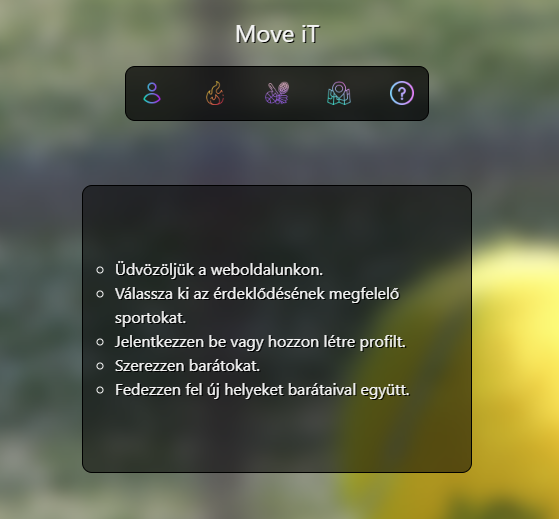 Move iT
Üdvözöljük a weboldalunkon.
Válassza ki az érdeklődésének megfelelő
sportokat.
Jelentkezzen be vagy hozzon létre profilt.
Szerezzen barátokat.
Fedezzen fel új helyeket barátaival együtt.